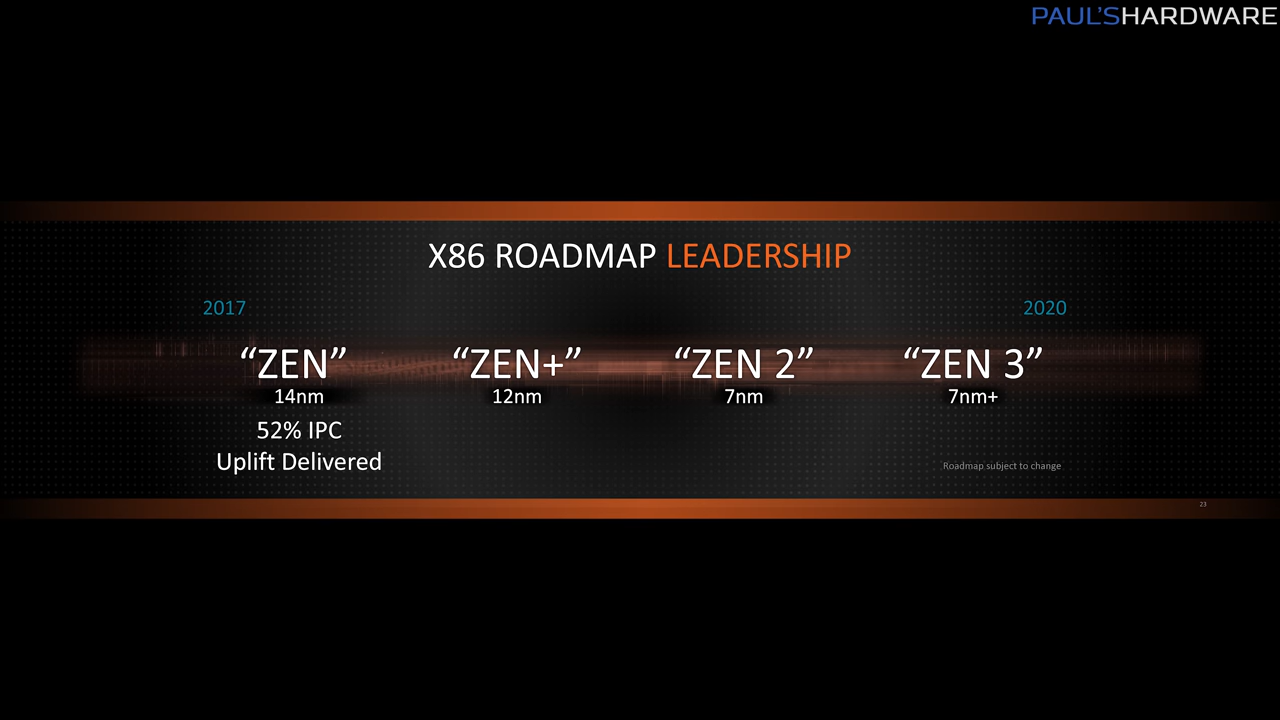 PAUL'SHARDWARE
X86 ROADMAP LEADERSHIP
2017 2020
“ZEN” “ZEN+” “ZEN 2” “ZEN 3”
14nm 12nm 7nm 7nm+
52% IPC
Uplift Delivered
Roadmap subject to change
23